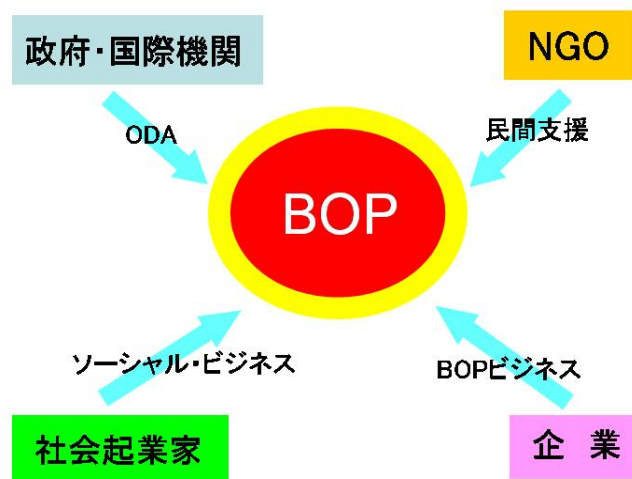 政府・国際機関
NGO
ODA
民間支援
BOP
ソーシャル・ビジネス
BOPビジネス
社会起業家
企　業